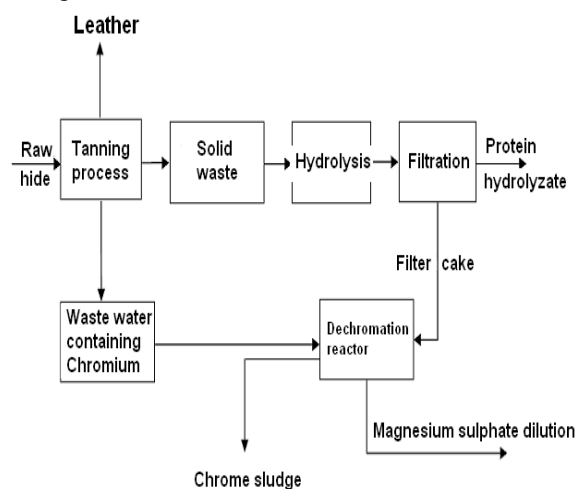 Leather
Raw
hide
Tanning
process
Solid
waste
Hydrolysis
Filtration
Protein
hydrolyzate
Filter cake
Waste water
containing
Chromium
Dechromation
reactor
Magnesium sulphate dilution
Chrome sludge